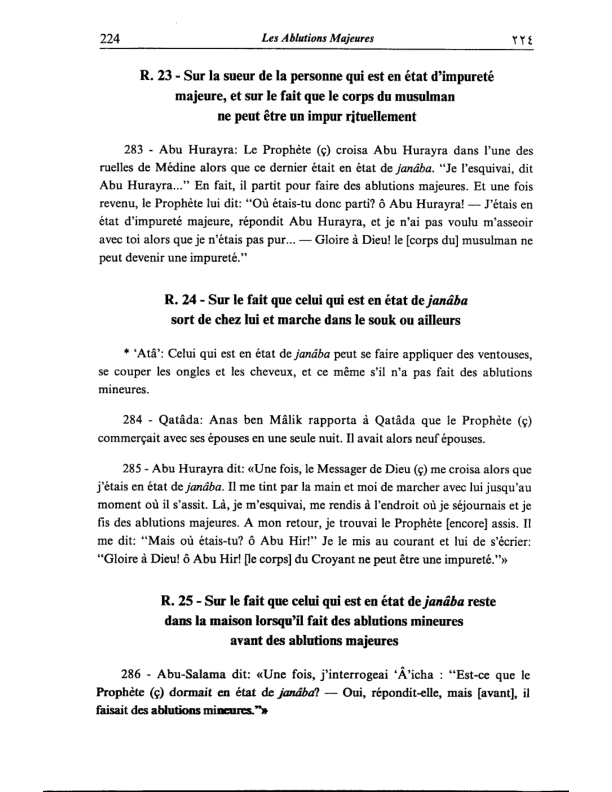 224 Les Ablutions Majeures ٢٢٤
R. 23 - Sur la sueur de la personne qui est en état d'impureté
majeure, et sur le fait que le corps du musulman
ne peut être un impur rituellement
283 - Abu Hurayra: Le Prophète (ç) croisa Abu Hurayra dans l'une des
ruelles de Médine alors que ce dernier était en état de janâba. “Je l'esquivai, dit
Abu Hurayra...” En fait, il partit pour faire des ablutions majeures. Et une fois
revenu, le Prophète lui dit: “Où étais-tu donc parti? ô Abu Hurayra! — J'étais en
état d'impureté majeure, répondit Abu Hurayra, et je n'ai pas voulu m'asseoir
avec toi alors que je n'étais pas pur... — Gloire à Dieu! le [corps du] musulman ne
peut devenir une impureté.”
R. 24 - Sur le fait que celui qui est en état de janâba
sort de chez lui et marche dans le souk ou ailleurs
* ‘Atâ’: Celui qui est en état de janâba peut se faire appliquer des ventouses,
se couper les ongles et les cheveux, et ce même s'il n'a pas fait des ablutions
mineures.
284 - Qatâda: Anas ben Mâlik rapporta à Qatâda que le Prophète (ç)
commerçait avec ses épouses en une seule nuit. Il avait alors neuf épouses.
285 - Abu Hurayra dit: «Une fois, le Messager de Dieu (ç) me croisa alors que
j'étais en état de janâba. Il me tint par la main et moi de marcher avec lui jusqu'au
moment où il s'assit. Là, je m'esquivai, me rendis à l'endroit où je séjournais et je
fis des ablutions majeures. A mon retour, je trouvai le Prophète [encore] assis. Il
me dit: “Mais où étais-tu? ô Abu Hir!” Je le mis au courant et lui de s'écrier:
“Gloire à Dieu! ô Abu Hir! [le corps] du Croyant ne peut être une impureté.”»
R. 25 - Sur le fait que celui qui est en état de janâba reste
dans la maison lorsqu'il fait des ablutions mineures
avant des ablutions majeures
286 - Abu-Salama dit: «Une fois, j'interrogeai ‘Â’icha : “Est-ce que le
Prophète (ç) dormait en état de janâba? — Oui, répondit-elle, mais [avant], il
faisait des ablutions mineures.”»